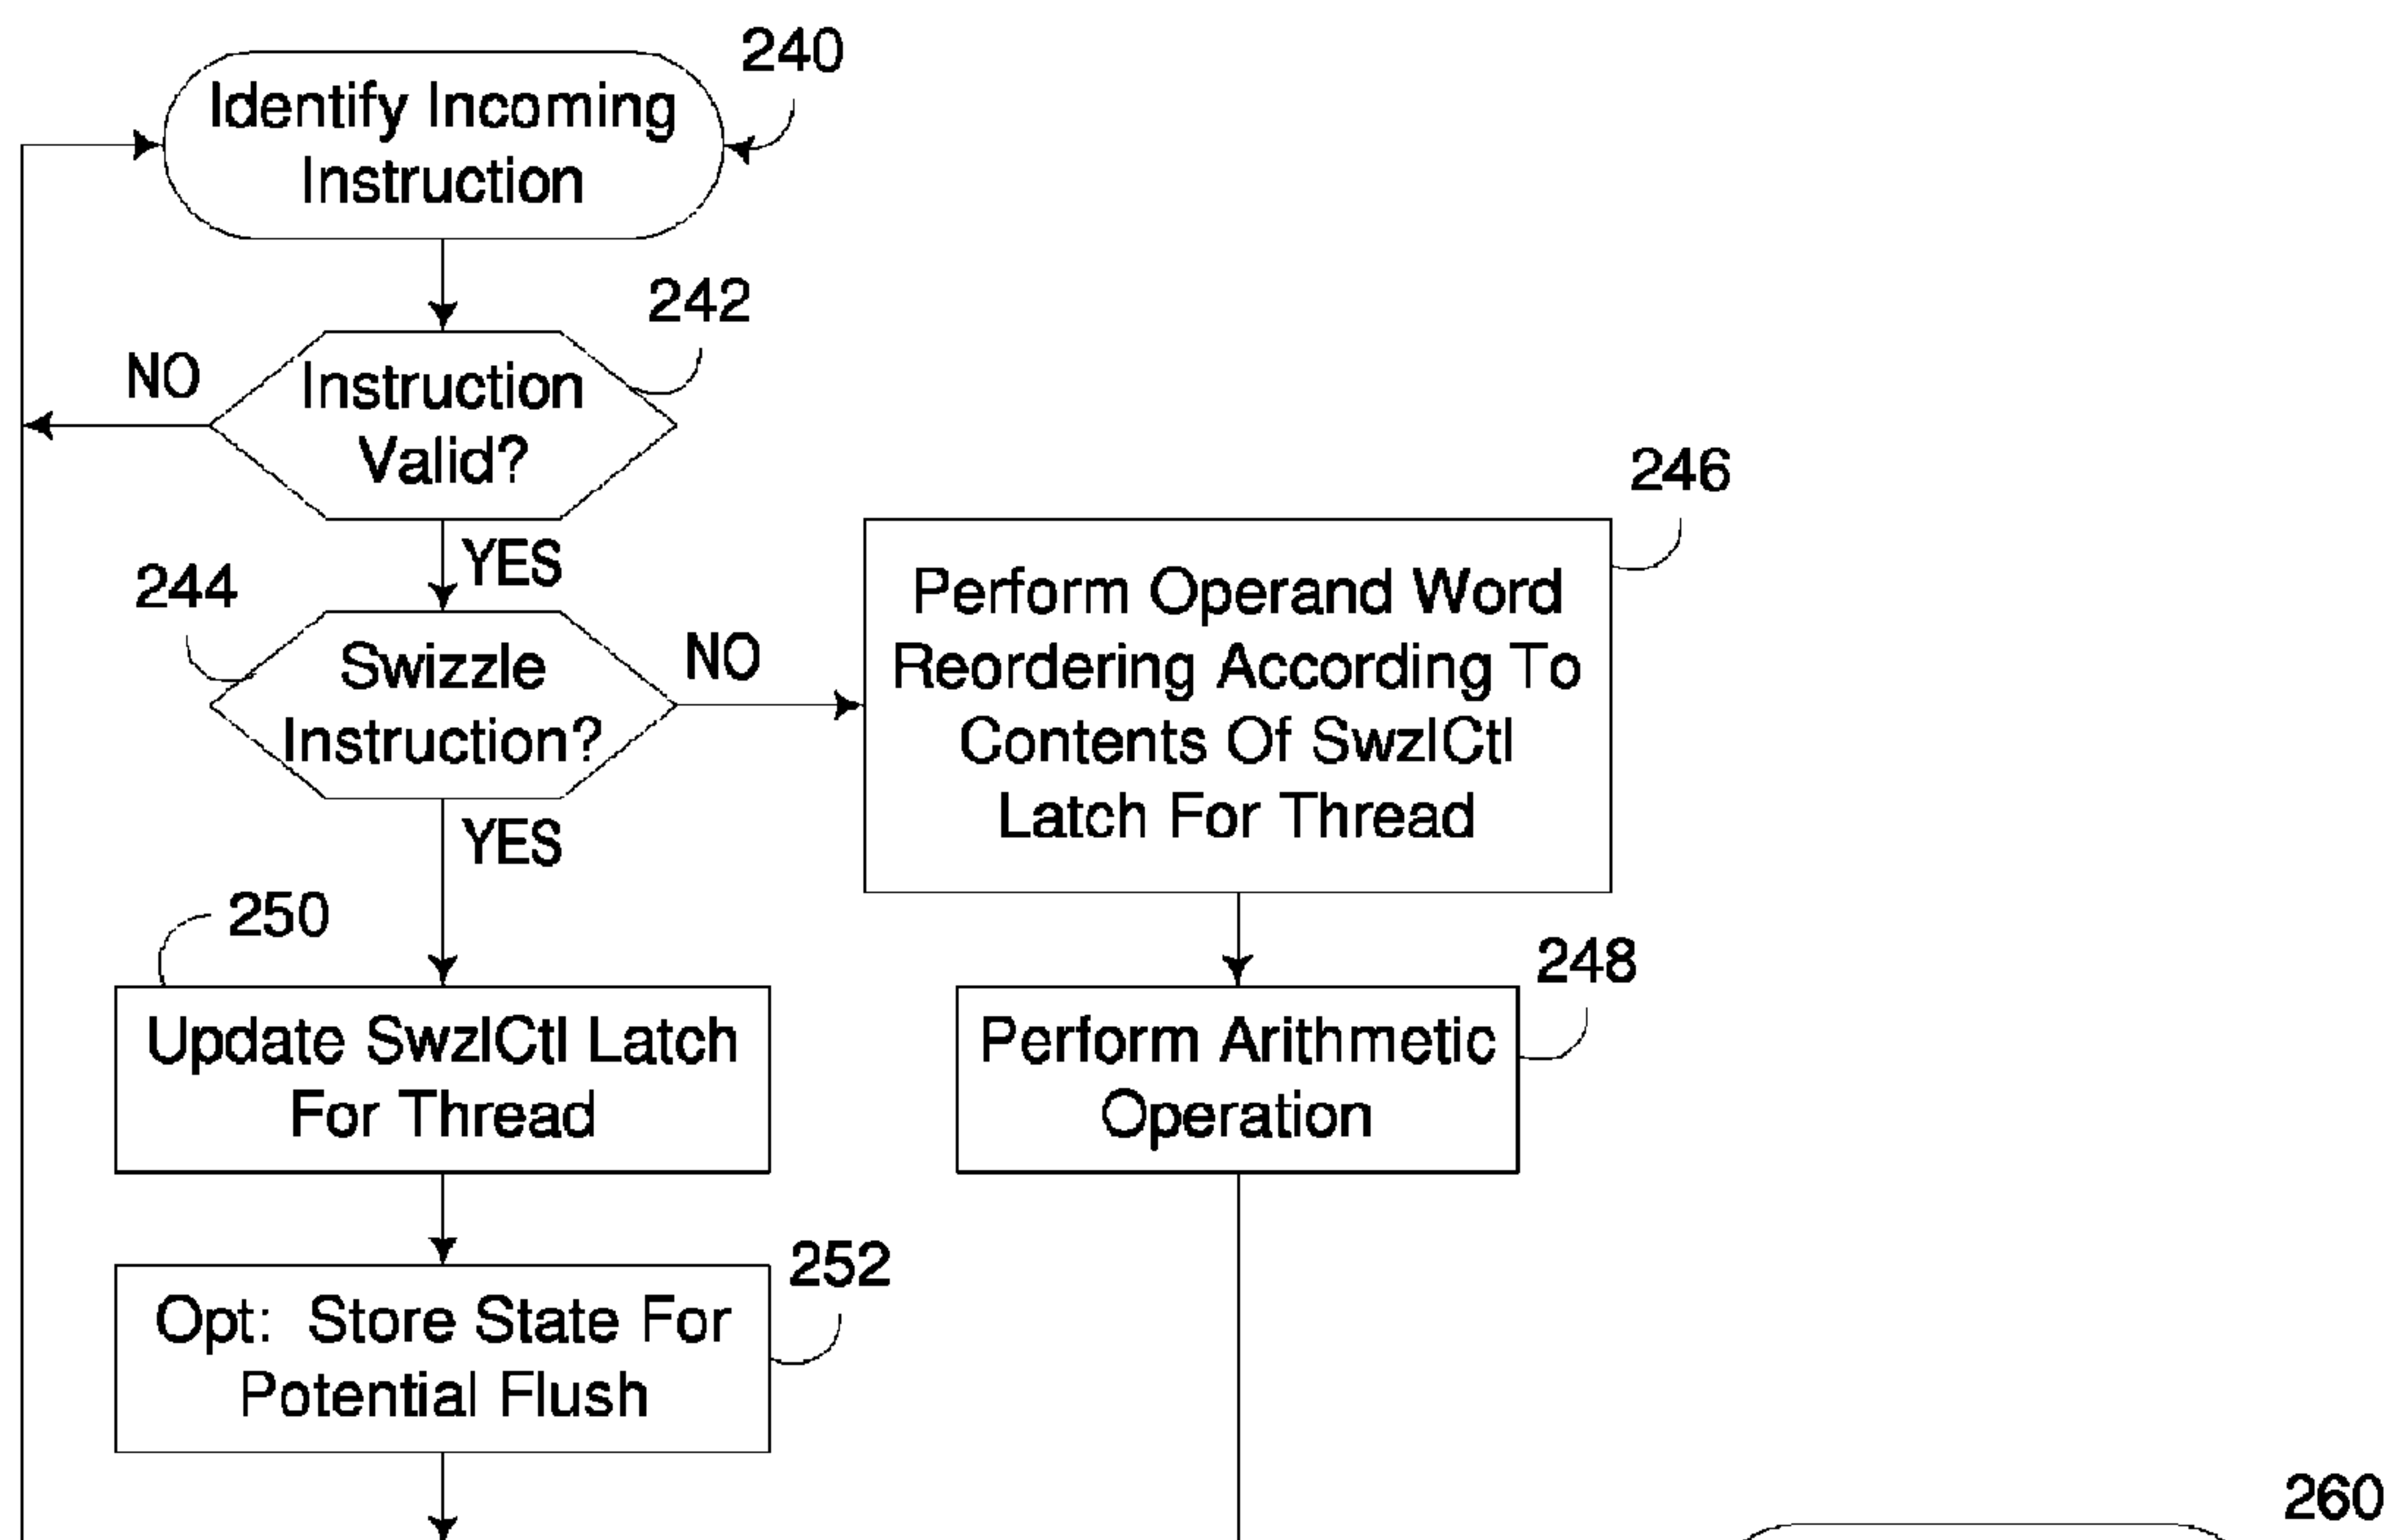 240
Identify Incoming
Instruction
242
NO
Instruction
Valid?
YES
246
244
Swizzle
Instruction?
NO
Perform Operand Word
Reordering According To
Contents Of SwzlCtl
Latch For Thread
YES
250
248
Update SwzlCtl Latch
For Thread
Perform Arithmetic
Operation
252
Opt: Store State For
Potential Flush
260